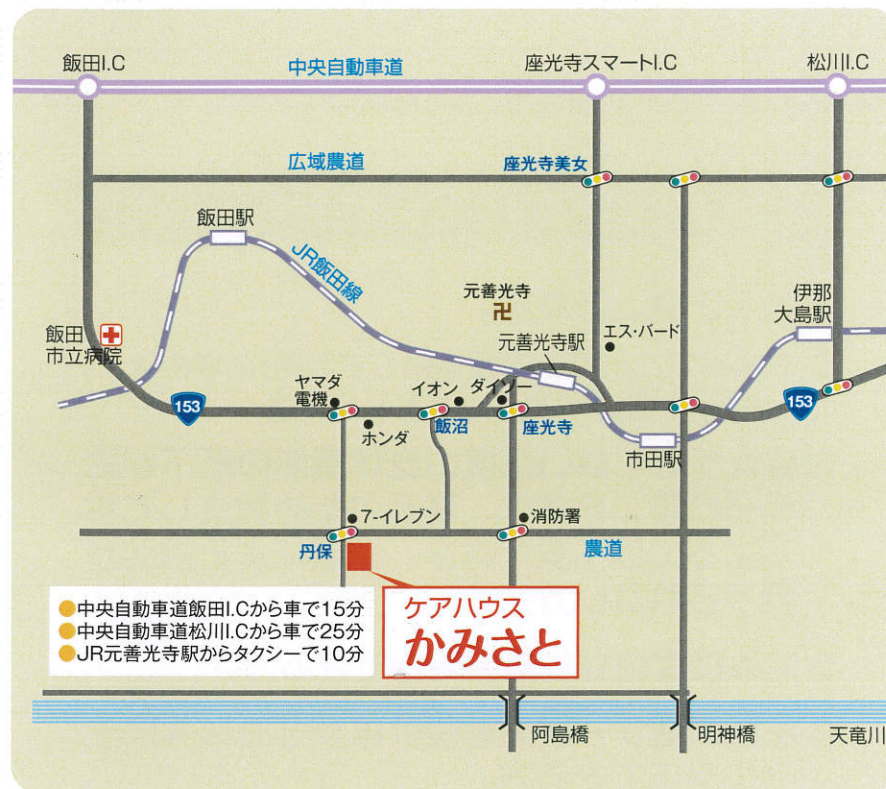 飯田I.C
中央自動車道
座光寺スマートI.C
松川I.C
広域農道
座光寺美女
飯田駅
JR飯田線
元善光寺
卍
伊那
大島駅
飯田
市立病院
元善光寺駅
エス・バード
ヤマダ
電機
イオン
ダイソー
153
153
ホンダ
飯沼
座光寺
市田駅
7-イレブン
消防署
丹保
農道
●中央自動車道飯田I.Cから車で15分
●中央自動車道松川I.Cから車で25分
●JR元善光寺駅からタクシーで10分
ケアハウス
かみさと
阿島橋
明神橋
天竜川